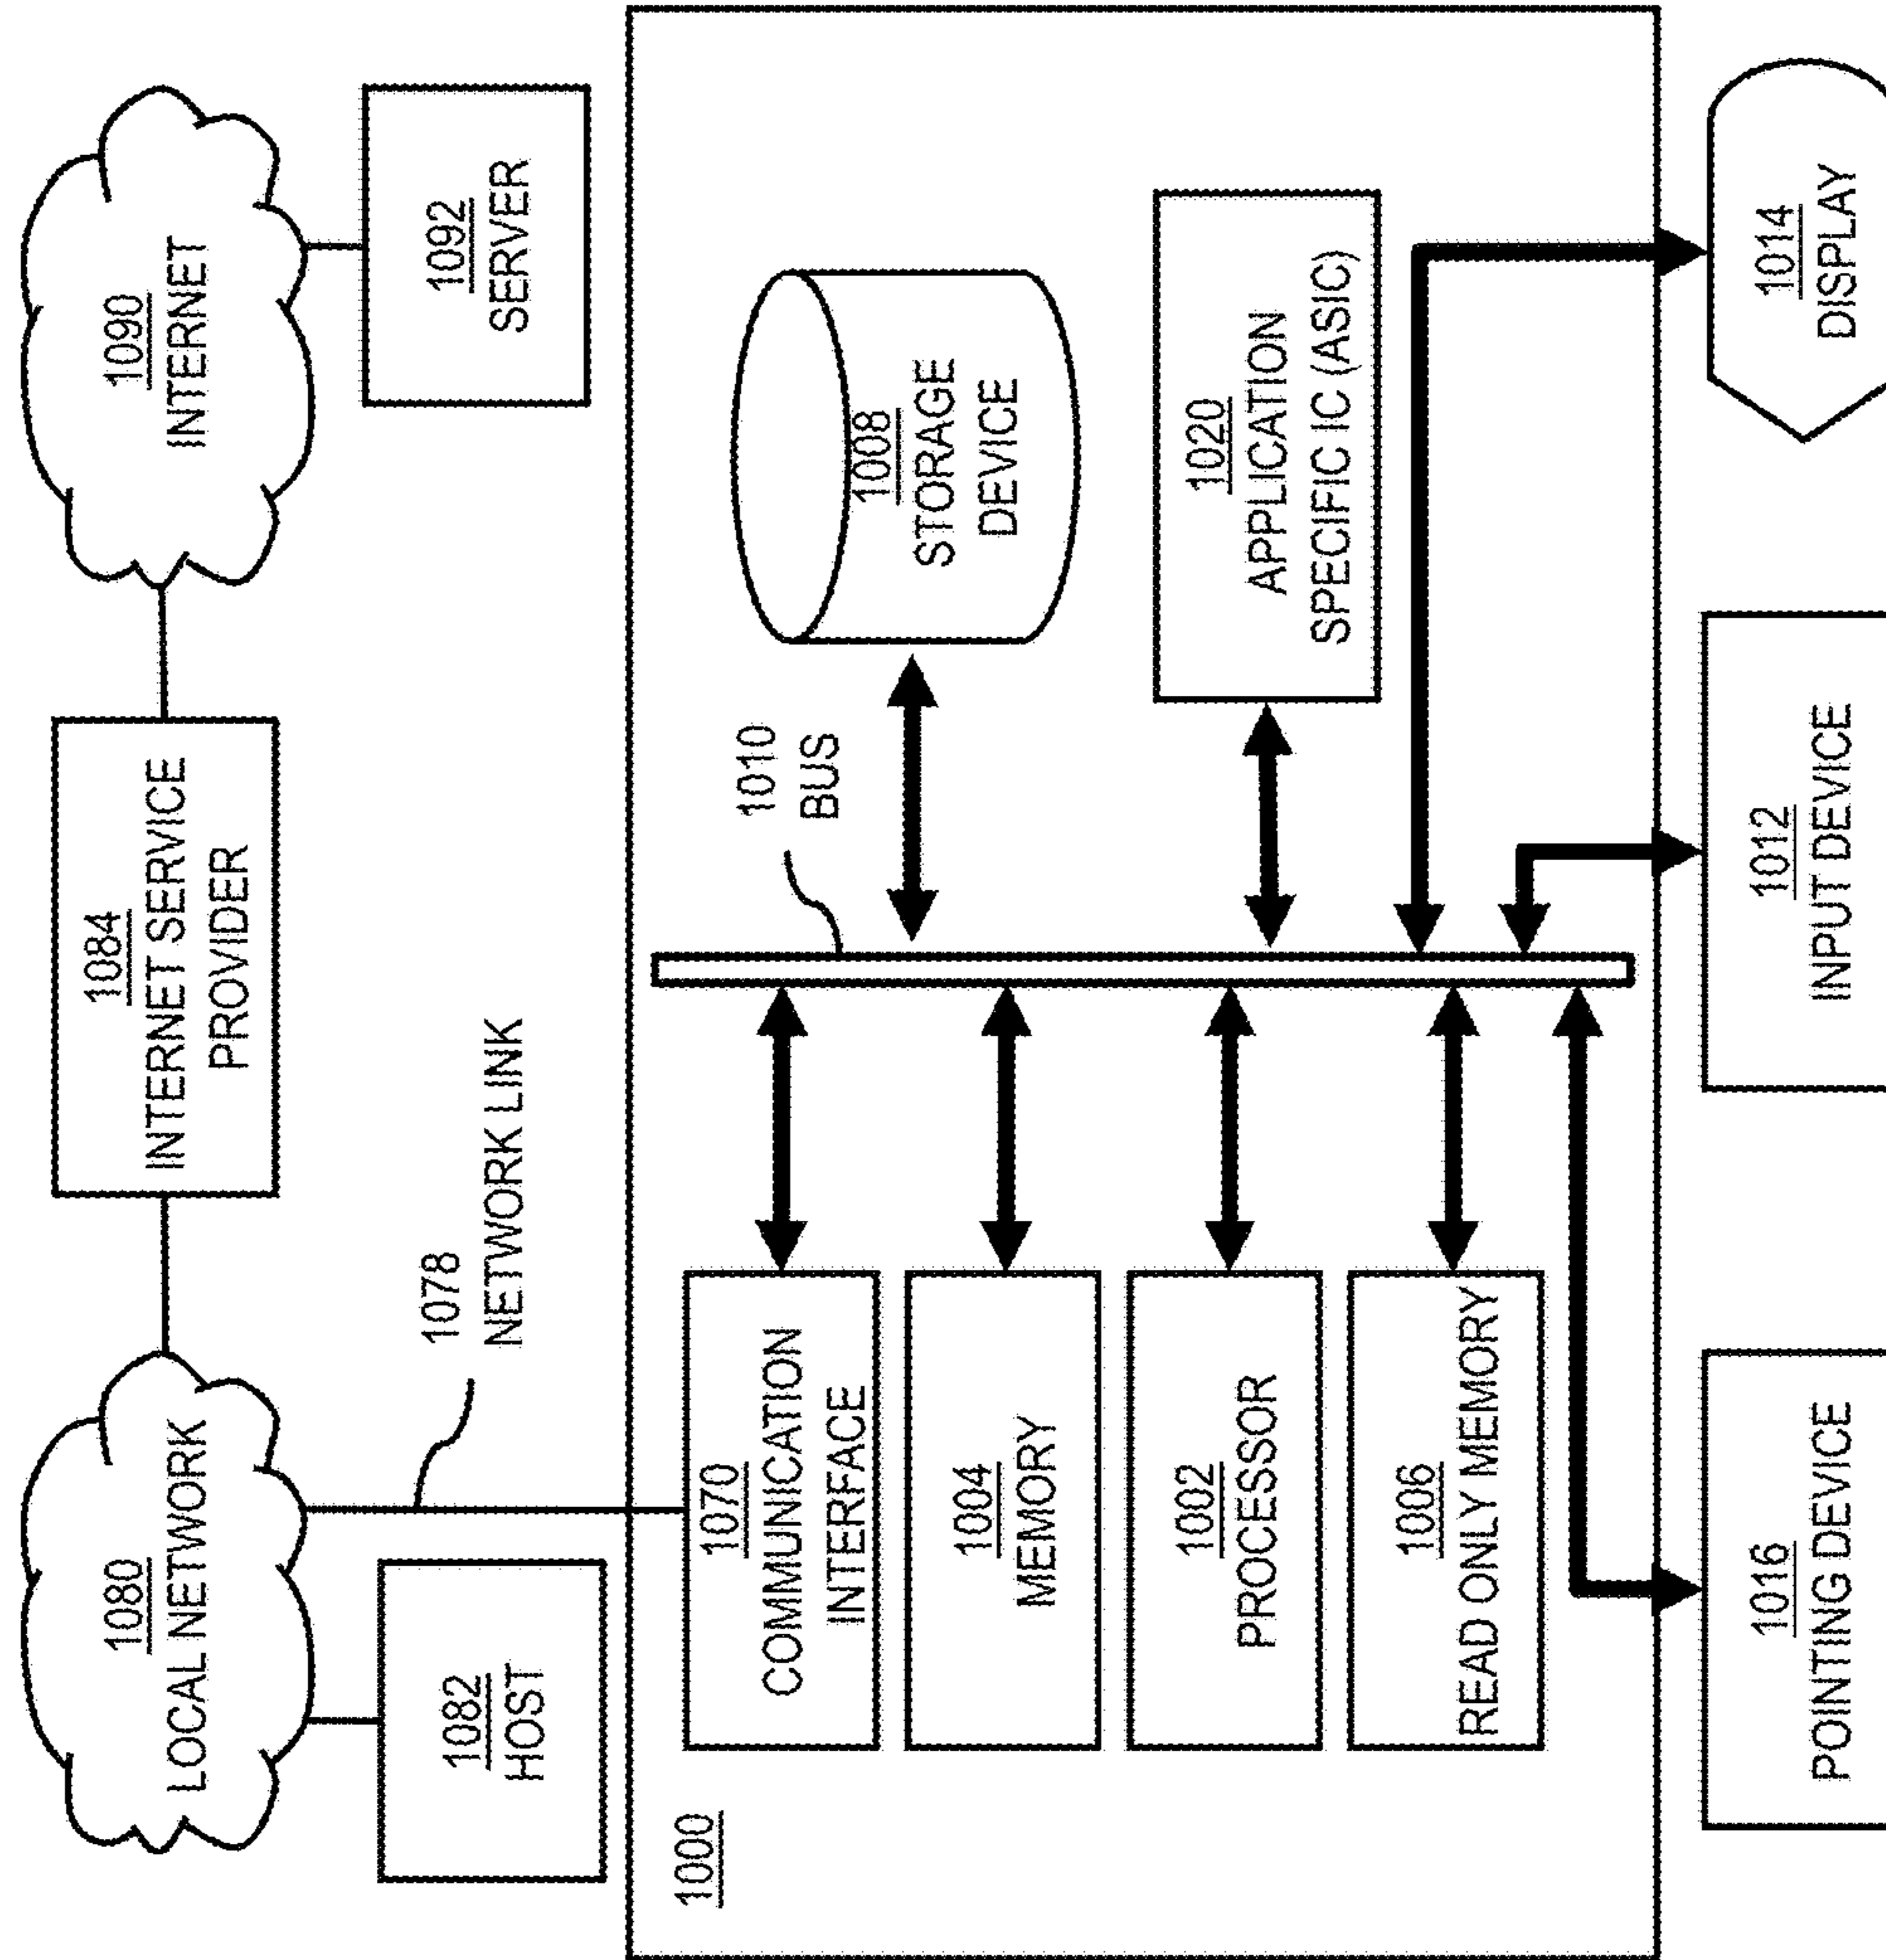 1080
LOCAL NETWORK
1084
INTERNET SERVICE
PROVIDER
1090
INTERNET
1082
HOST
1078
NETWORK LINK
1092
SERVER
1000
1070
COMMUNICATION
INTERFACE
1004
MEMORY
1002
PROCESSOR
1006
READ ONLY MEMORY
1010
BUS
1008
STORAGE
DEVICE
1020
APPLICATION
SPECIFIC IC (ASIC)
1016
POINTING DEVICE
1012
INPUT DEVICE
1014
DISPLAY